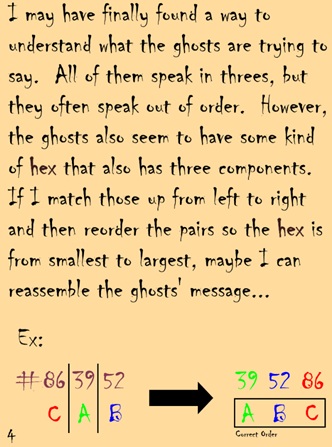 I may have finally found a way to
understand what the ghosts are trying to
say. All of them speak in threes, but
they often speak out of order. However,
the ghosts also seem to have some kind
of hex that also has three components.
If I match those up from left to right
and then reorder the pairs so the hex is
from smallest to largest, maybe I can
reassemble the ghosts' message...
Ex:
#86 39 52 39 52 86
C A B A B C
4 Correct Order